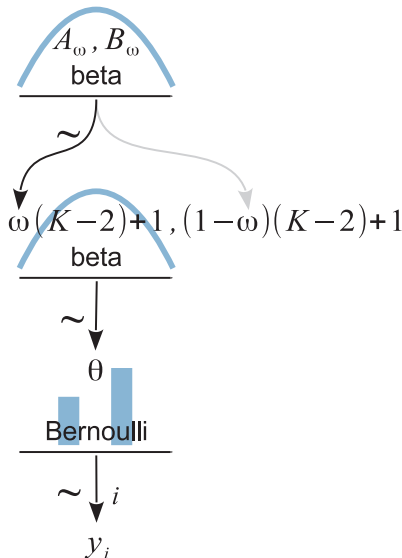 A_ω, B_ω
beta
~
ω(K−2)+1, (1−ω)(K−2)+1
beta
~
θ
Bernoulli
~ i
y_i